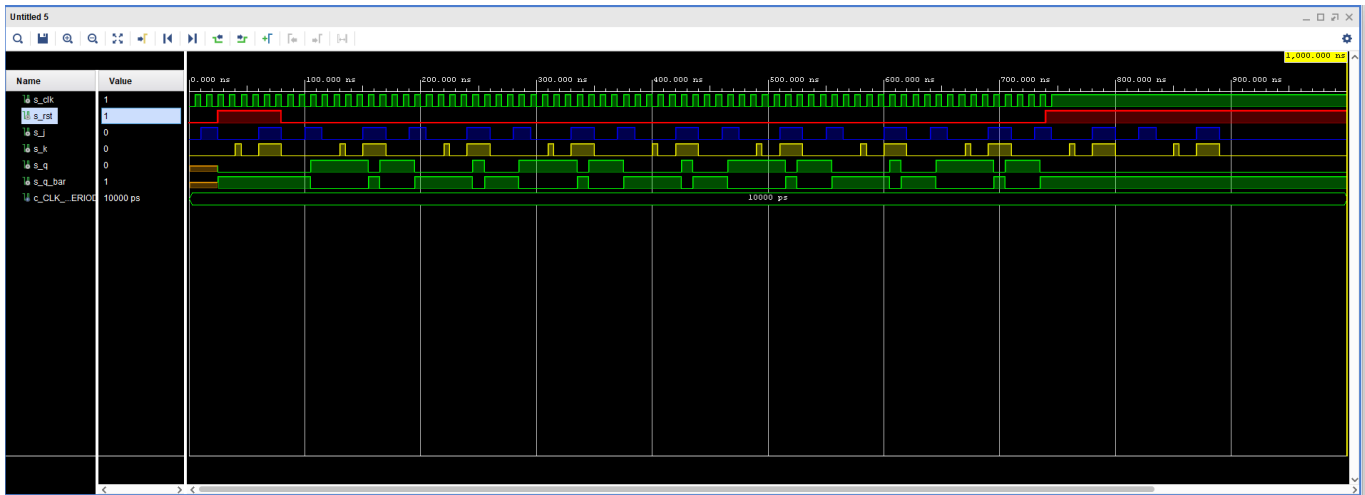 Untitled 5
1,000.000 ns
Name Value
0.000 ns 100.000 ns 200.000 ns 300.000 ns 400.000 ns 500.000 ns 600.000 ns 700.000 ns 800.000 ns 900.000 ns
s_clk 1
s_rst 1
s_j 0
s_k 0
s_q 0
s_q_bar 1
c_CLK_...ERIOD 10000 ps 10000 ps